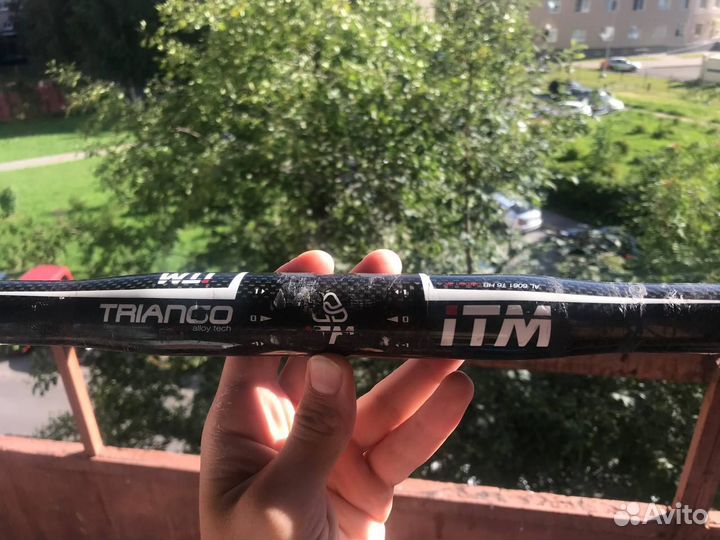 iTM
TRIANGO
alloy tech
iTM
AL 6061 T6 HB
iTM
Avito